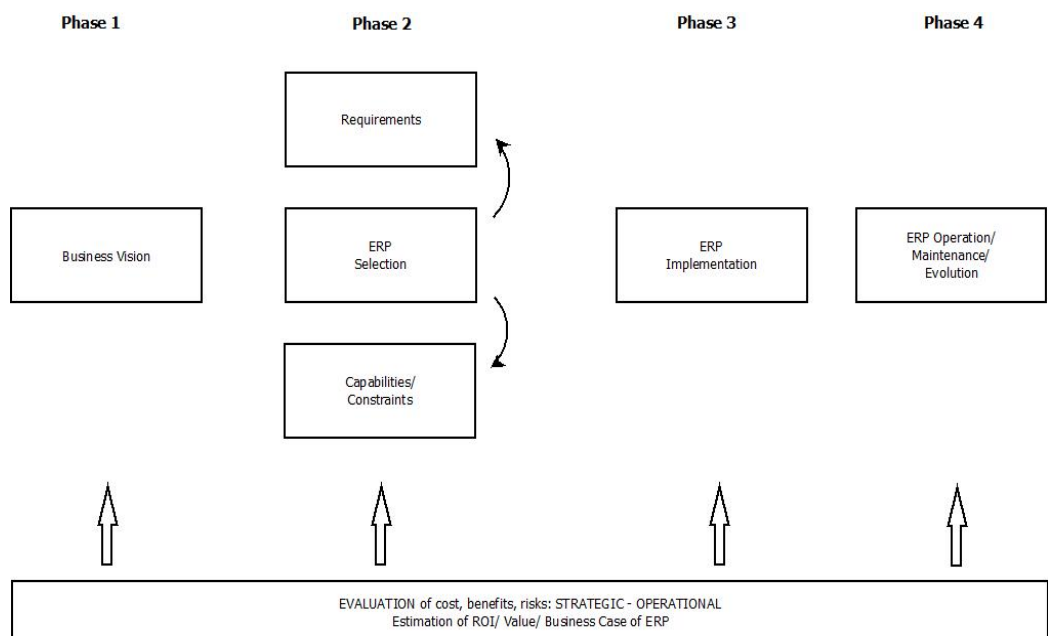 Phase 1
Phase 2
Phase 3
Phase 4
Requirements
Business Vision
ERP
Selection
ERP
Implementation
ERP Operation/
Maintenance/
Evolution
Capabilities/
Constraints
EVALUATION of cost, benefits, risks: STRATEGIC - OPERATIONAL
Estimation of ROI/ Value/ Business Case of ERP